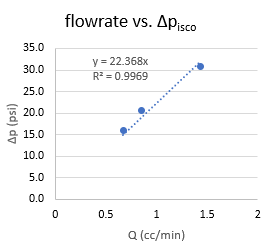 flowrate vs. Δpisco
35.0
30.0
25.0
20.0
15.0
10.0
5.0
0.0
Δp (psi)
y = 22.368x
R² = 0.9969
0 0.5 1 1.5 2
Q (cc/min)